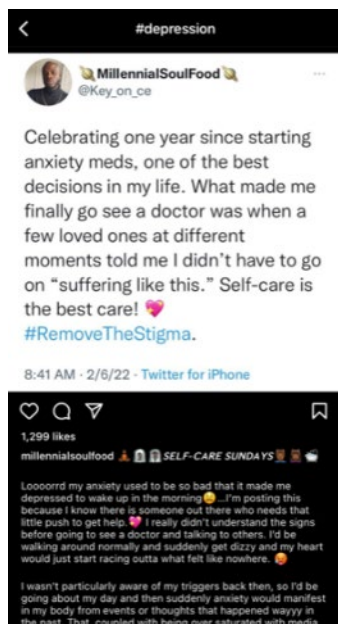 #depression
MillennialSoulFood
@Key_on_ce
Celebrating one year since starting
anxiety meds, one of the best
decisions in my life. What made me
finally go see a doctor was when a
few loved ones at different
moments told me I didn't have to go
on “suffering like this.” Self-care is
the best care! 💖
#RemoveTheStigma.
8:41 AM · 2/6/22 · Twitter for iPhone
1,299 likes
millennialsoulfood SELF-CARE SUNDAYS
Loooorrd my anxiety used to be so bad that it made me
depressed to wake up in the morning😩...I'm posting this
because I know there is someone out there who needs that
little push to get help.💖 I really didn't understand the signs
before going to see a doctor and talking to others. I'd be
walking around normally and suddenly get dizzy and my heart
would just start racing outta what felt like nowhere. 🥵
I wasn't particularly aware of my triggers back then, so I'd be
going about my day and then suddenly anxiety would manifest
in my body from events or thoughts that happened wayyy in
the past. That, coupled with being over saturated with media